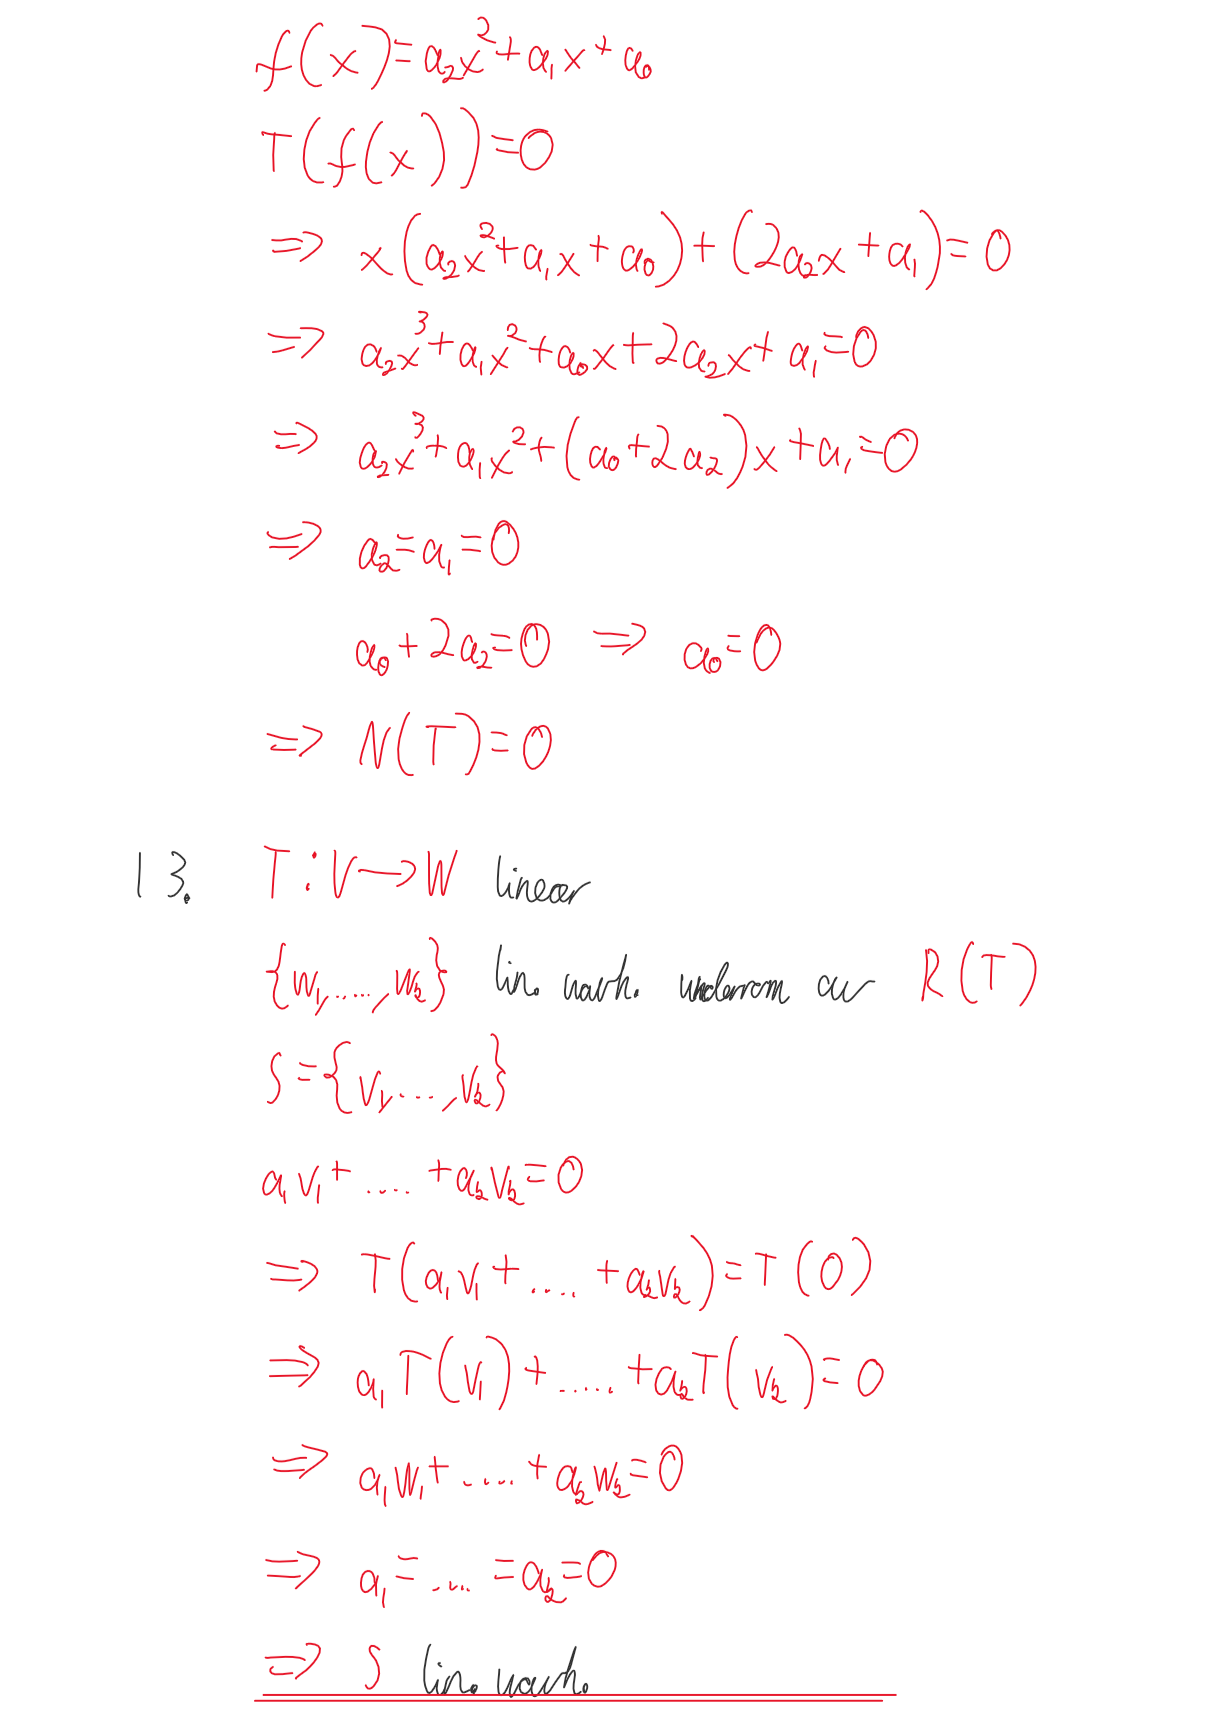 f(x)=a₂x²+a₁x+a₀
T(f(x))=0
⇒ x(a₂x²+a₁x+a₀)+(2a₂x+a₁)=0
⇒ a₂x³+a₁x²+a₀x+2a₂x+a₁=0
⇒ a₂x³+a₁x²+(a₀+2a₂)x+a₁=0
⇒ a₂=a₁=0
a₀+2a₂=0 ⇒ a₀=0
⇒ N(T)=0
13. T:V→W lineær
{w₁,....,wₖ} lin. uavh. underrom av R(T)
S={v₁,...,vₖ}
a₁v₁+....+aₖvₖ=0
⇒ T(a₁v₁+....+aₖvₖ)=T(0)
⇒ a₁T(v₁)+.....+aₖT(vₖ)=0
⇒ a₁w₁+.....+aₖwₖ=0
⇒ a₁=....=aₖ=0
⇒ S lin. uavh.